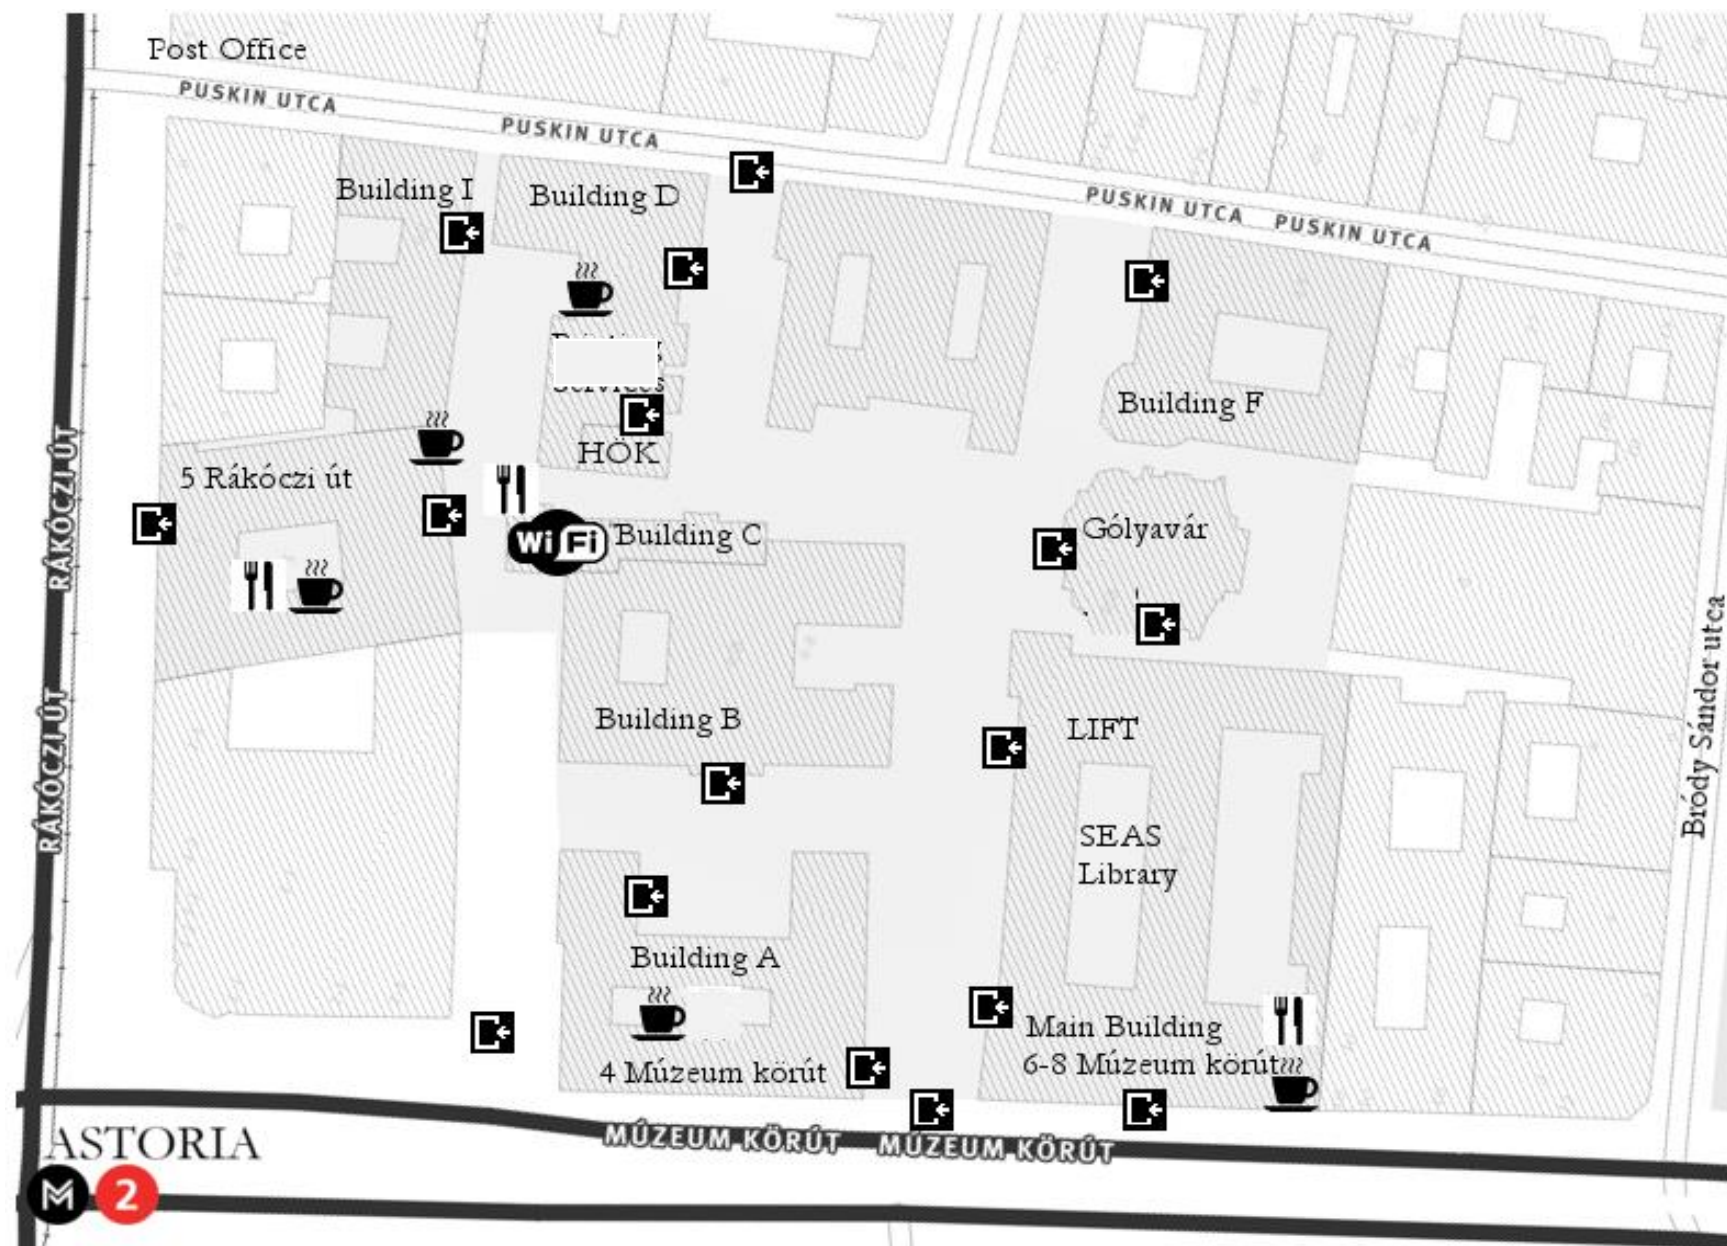 Post Office
PUSKIN UTCA
PUSKIN UTCA
PUSKIN UTCA
PUSKIN UTCA
Building I
Building D
Building F
HÖK
5 Rákóczi út
RÁKÓCZI ÚT
RÁKÓCZI ÚT
WiFi
Building C
Gólyavár
Building B
LIFT
SEAS
Library
Bródy Sándor utca
Building A
4 Múzeum körút
Main Building
6-8 Múzeum körút
MÚZEUM KÖRÚT
MÚZEUM KÖRÚT
ASTORIA
M 2